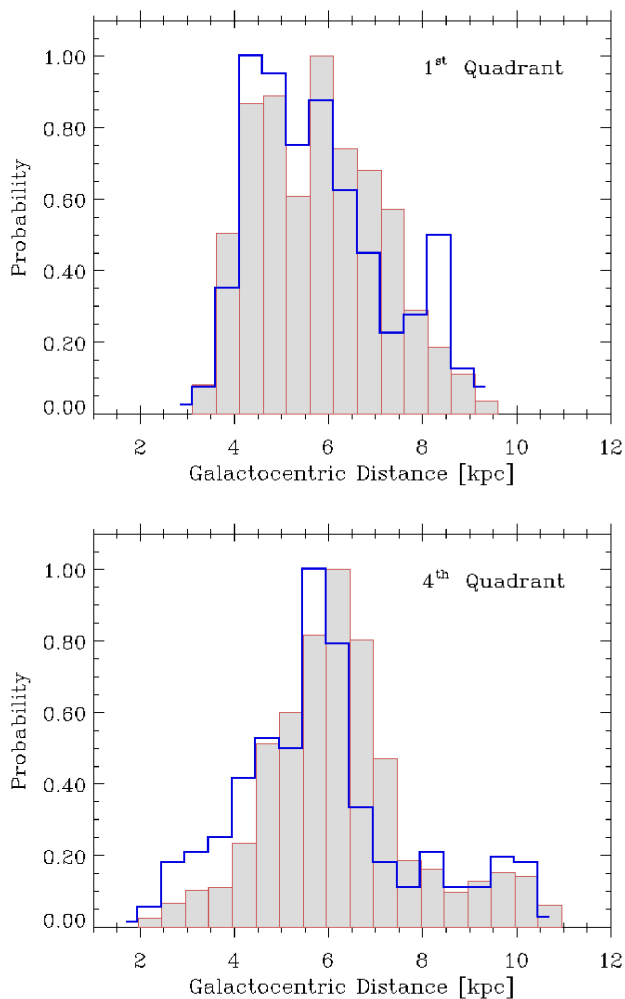 1st Quadrant
1.00
0.80
0.60
0.40
0.20
0.00
Probability
2 4 6 8 10 12
Galactocentric Distance [kpc]
4th Quadrant
1.00
0.80
0.60
0.40
0.20
0.00
Probability
2 4 6 8 10 12
Galactocentric Distance [kpc]